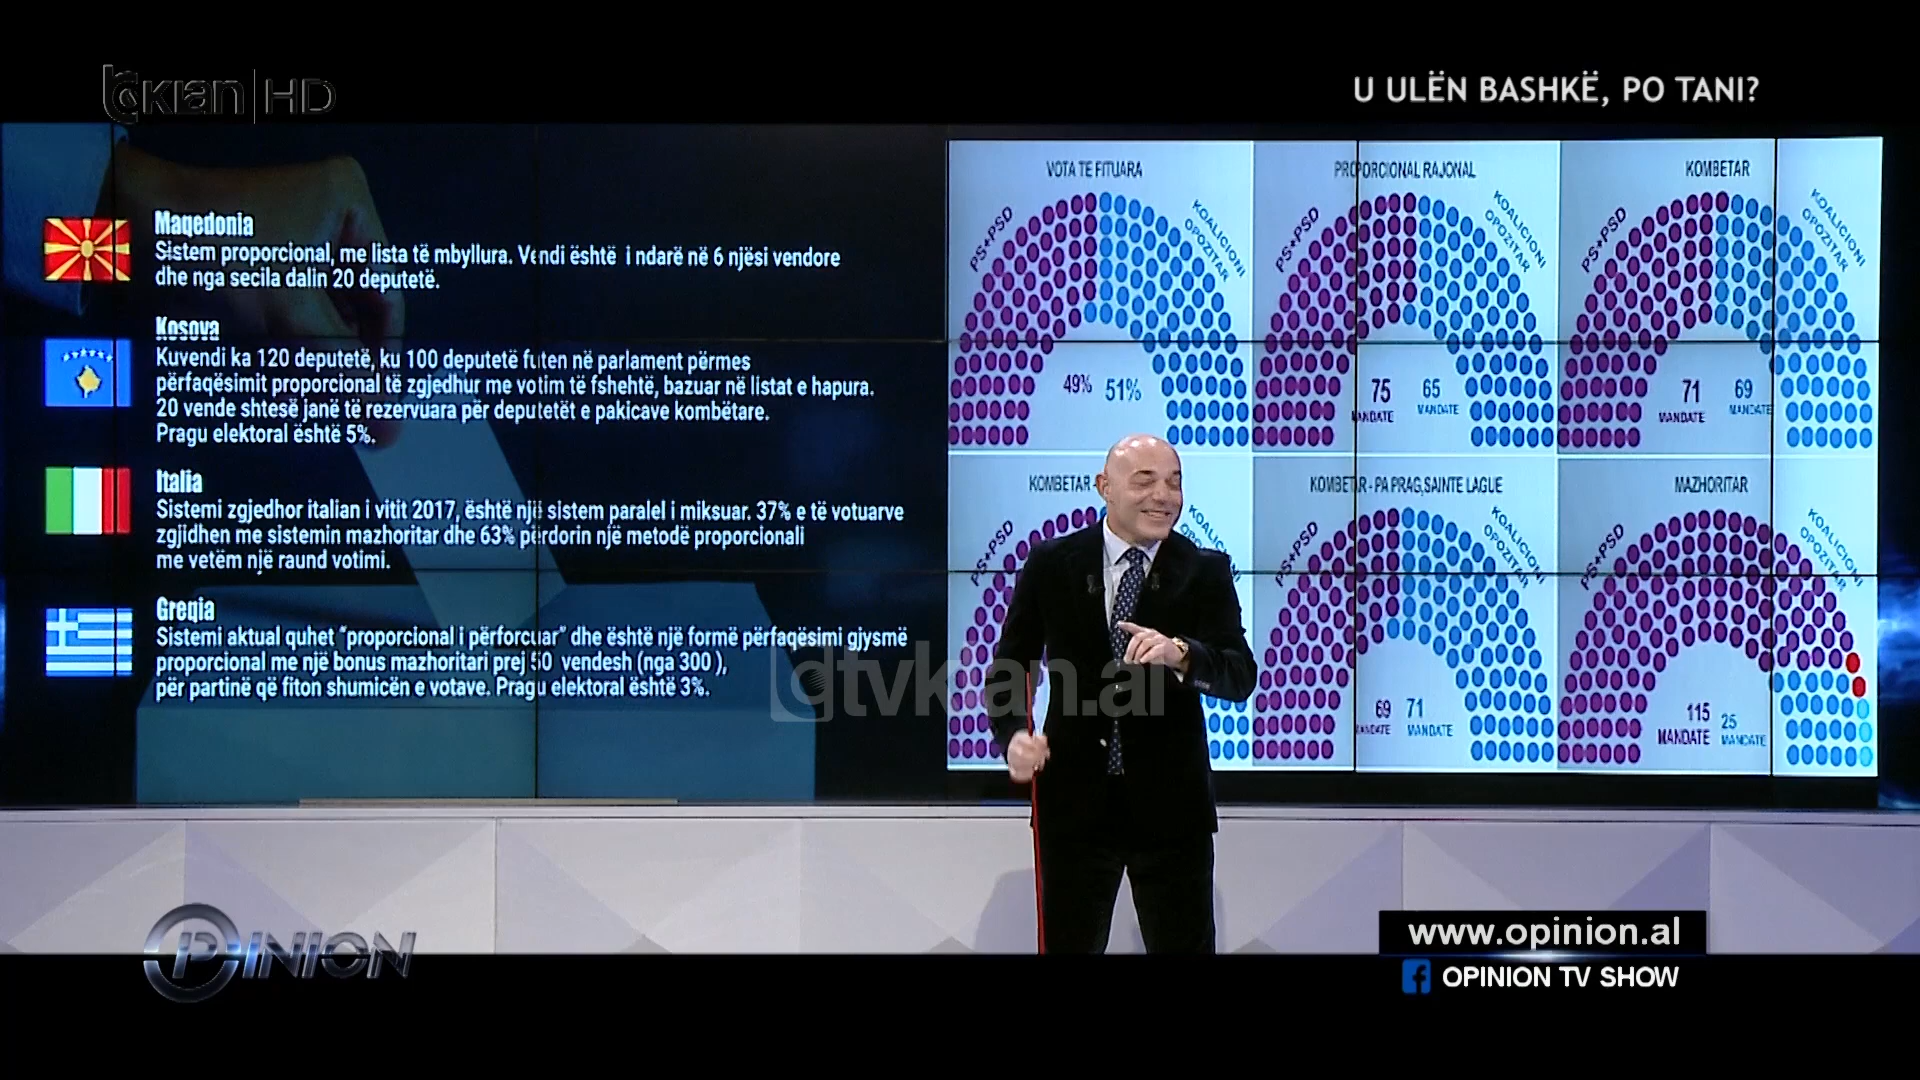 tv klan HD
U ULËN BASHKË, PO TANI?
Maqedonia
Sistem proporcional, me lista të mbyllura. Vendi është i ndarë në 6 njësi vendore
dhe nga secila dalin 20 deputetë.
Kosova
Kuvendi ka 120 deputetë, ku 100 deputetë futen në parlament përmes
përfaqësimit proporcional të zgjedhur me votim të fshehtë, bazuar në listat e hapura.
20 vende shtesë janë të rezervuara për deputetët e pakicave kombëtare.
Pragu elektoral është 5%.
Italia
Sistemi zgjedhor italian i vitit 2017, është një sistem paralel i miksuar. 37% e të votuarve
zgjidhen me sistemin mazhoritar dhe 63% përdorin një metodë proporcionali
me vetëm një raund votimi.
Greqia
Sistemi aktual quhet “proporcional i përforcuar” dhe është një formë përfaqësimi gjysmë
proporcional me një bonus mazhoritari prej 50 vendesh (nga 300 ),
për partinë që fiton shumicën e votave. Pragu elektoral është 3%.
VOTA TE FITUARA
PS+PSD
KOALICIONI
OPOZITAR
49% 51%
PROPORCIONAL RAJONAL
PS+PSD
KOALICIONI
OPOZITAR
75 65
MANDATE MANDATE
KOMBETAR
PS+PSD
KOALICIONI
OPOZITAR
71 69
MANDATE MANDATE
KOMBETAR -
PS+PSD
KOALICIONI
KOMBETAR - PA PRAG,SAINTE LAGUE
PS+PSD
KOALICIONI
OPOZITAR
69 71
MANDATE MANDATE
MAZHORITAR
PS+PSD
KOALICIONI
OPOZITAR
115 25
MANDATE MANDATE
tvklan.al
OPINION
www.opinion.al
OPINION TV SHOW